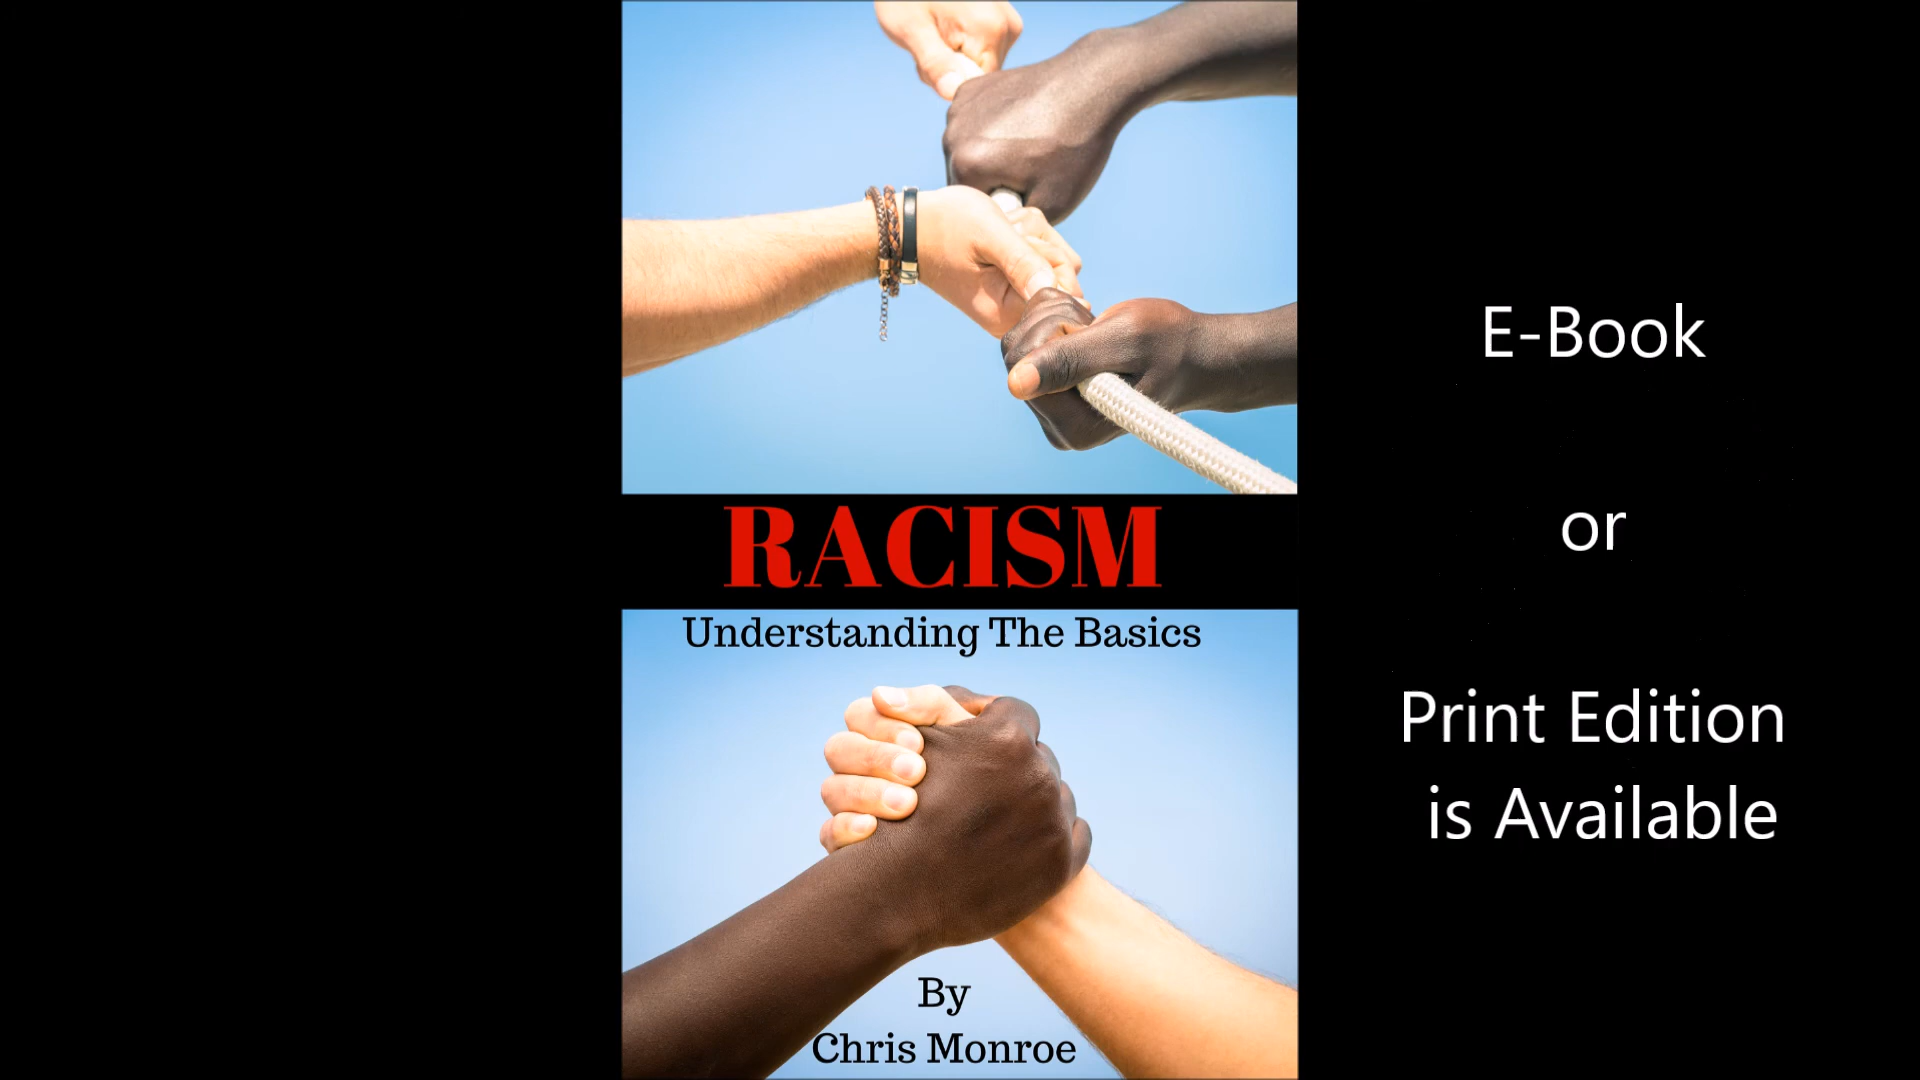 RACISM
Understanding The Basics
By
Chris Monroe
E-Book
or
Print Edition
is Available